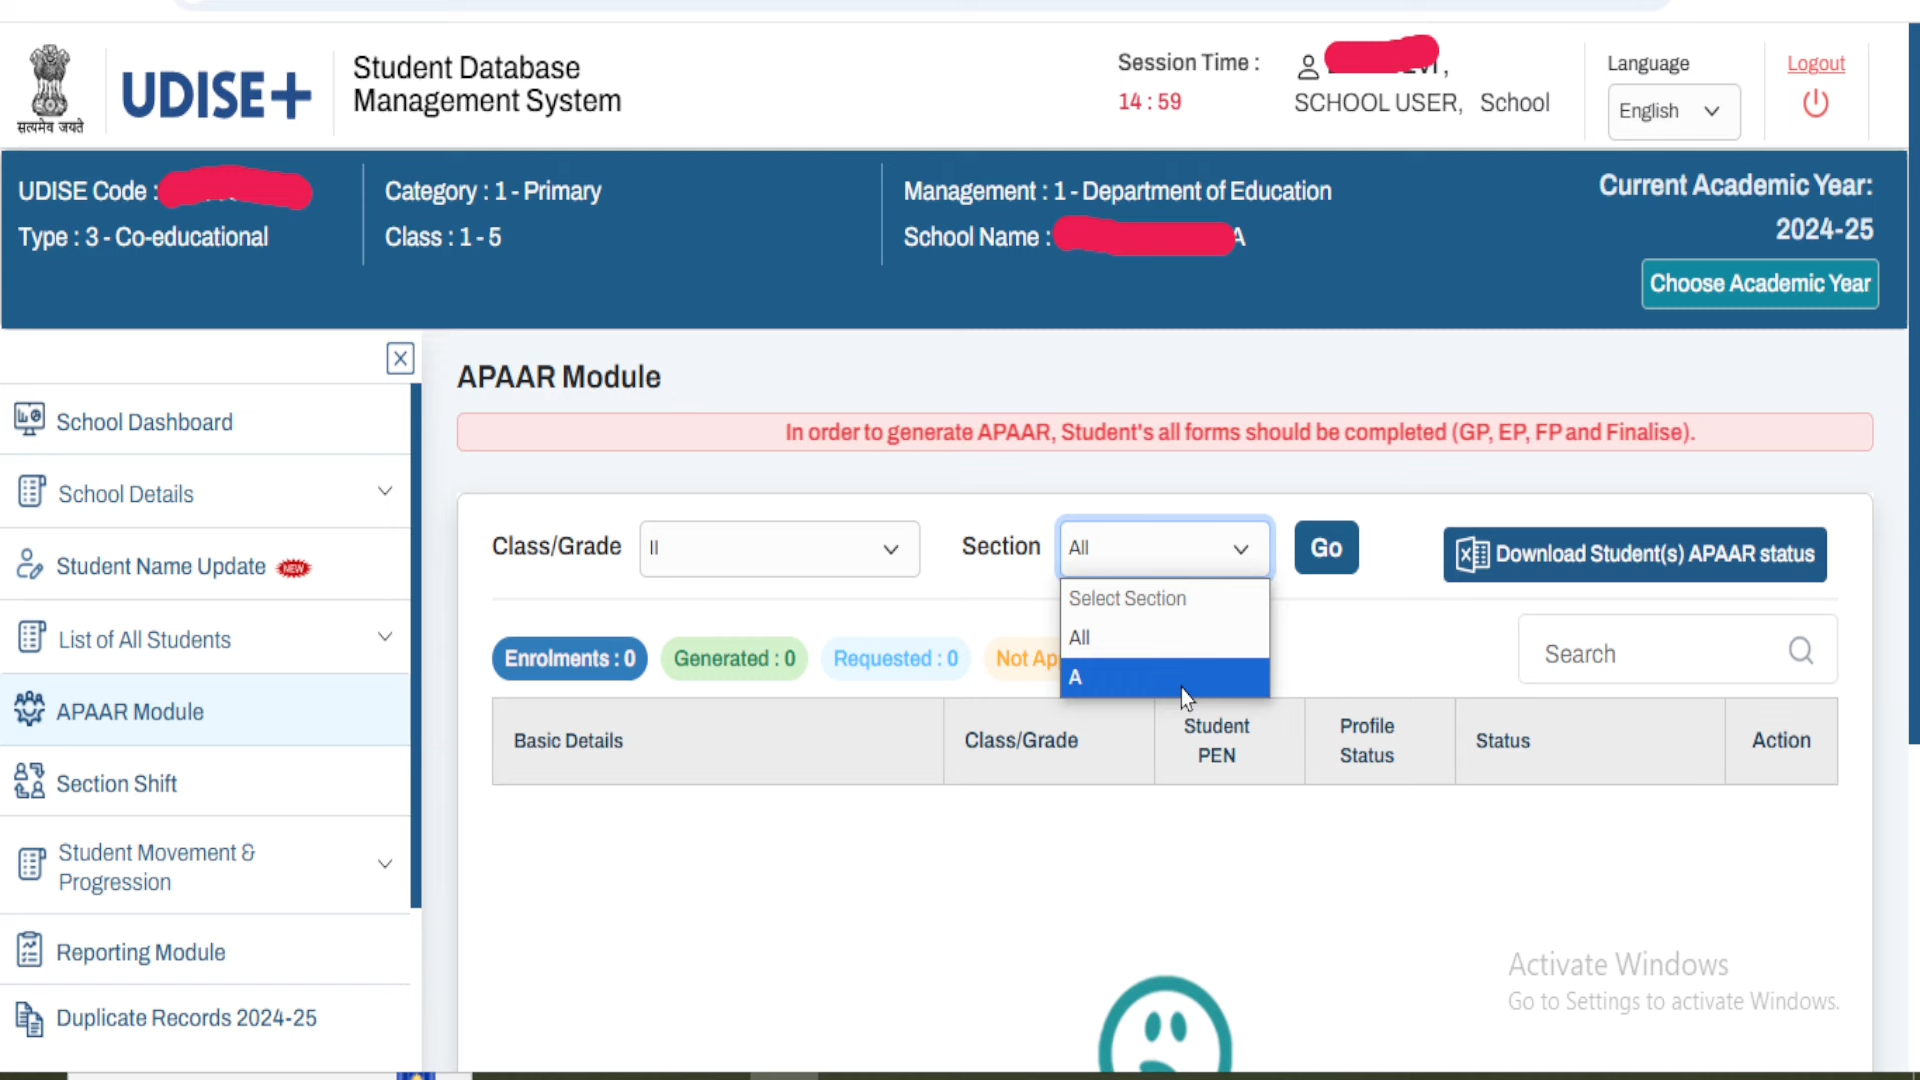 सत्यमेव जयते
UDISE+
Student Database
Management System
Session Time :
14 : 59
SCHOOL USER, School
Language
English
Logout
UDISE Code :
Type : 3 - Co-educational
Category : 1 - Primary
Class : 1 - 5
Management : 1 - Department of Education
School Name :
Current Academic Year:
2024-25
Choose Academic Year
School Dashboard
School Details
Student Name Update NEW
List of All Students
APAAR Module
Section Shift
Student Movement &
Progression
Reporting Module
Duplicate Records 2024-25
APAAR Module
In order to generate APAAR, Student's all forms should be completed (GP, EP, FP and Finalise).
Class/Grade II Section All Go Download Student(s) APAAR status
Select Section
All
A
Enrolments : 0 Generated : 0 Requested : 0 Not Ap
Search
Basic Details
Class/Grade
Student
PEN
Profile
Status
Status
Action
Activate Windows
Go to Settings to activate Windows.